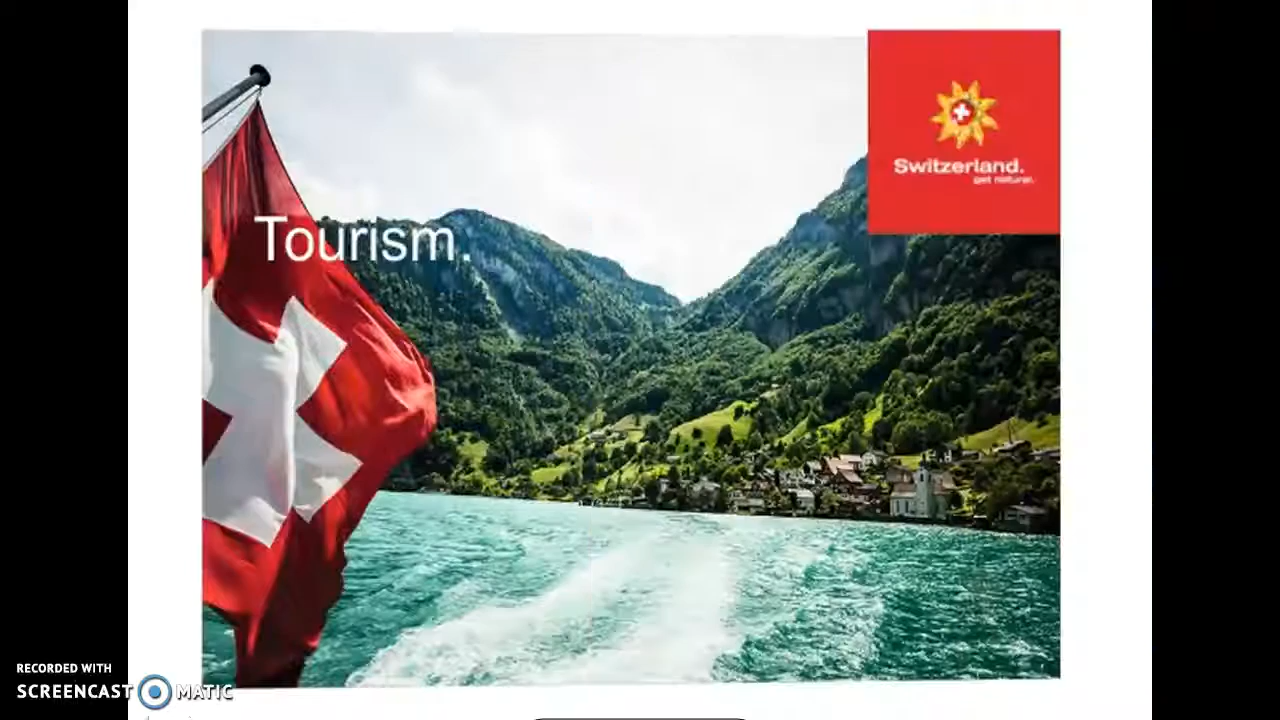 Switzerland.
get natural.
Tourism.
RECORDED WITH
SCREENCAST MATIC